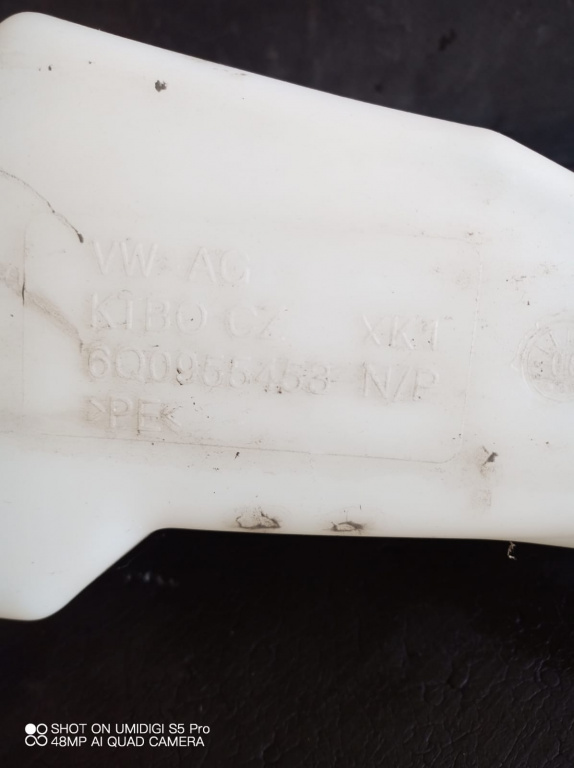 VW AG
KIBO CZ XK1
6Q0955453 N/P
>PE<
SHOT ON UMIDIGI S5 Pro
48MP AI QUAD CAMERA